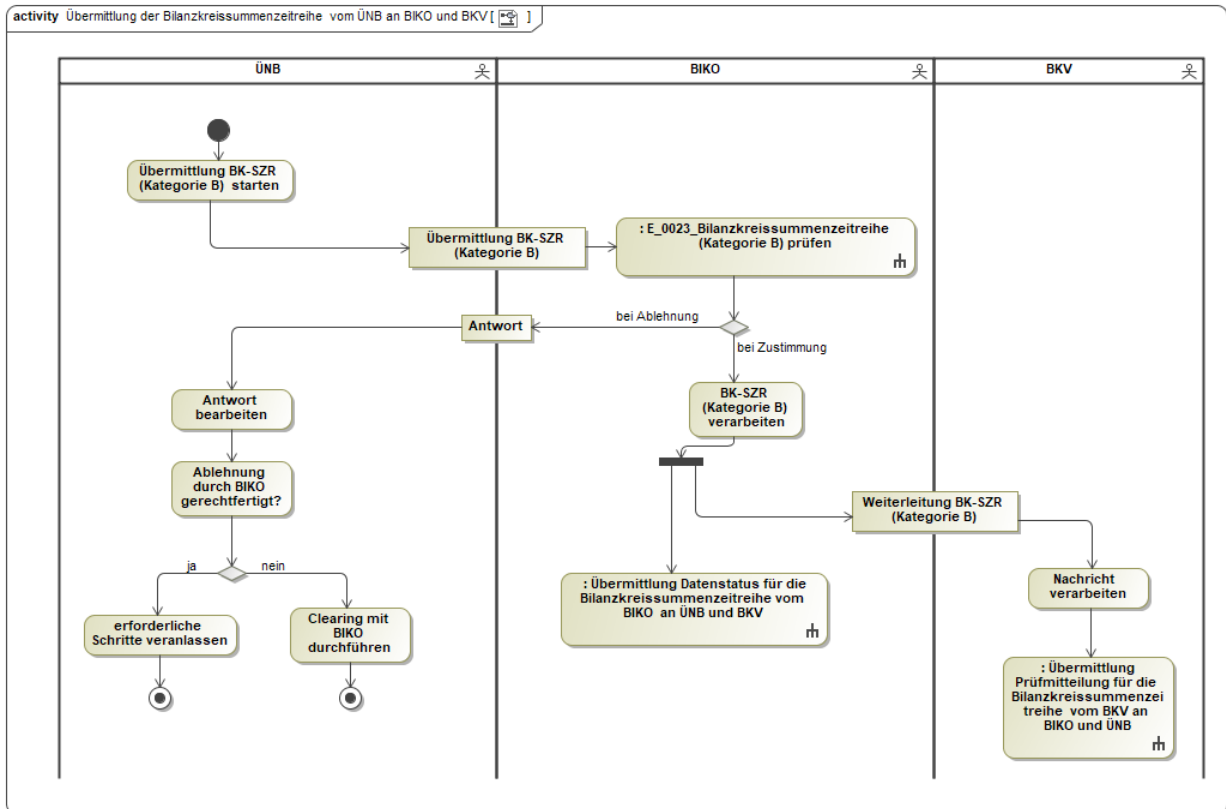 activity Übermittlung der Bilanzkreissummenzeitreihe vom ÜNB an BIKO und BKV [ ]
ÜNB
BIKO
BKV
Übermittlung BK-SZR
(Kategorie B) starten
Übermittlung BK-SZR
(Kategorie B)
: E_0023_Bilanzkreissummenzeitreihe
(Kategorie B) prüfen
bei Ablehnung
Antwort
bei Zustimmung
Antwort
bearbeiten
BK-SZR
(Kategorie B)
verarbeiten
Ablehnung
durch BIKO
gerechtfertigt?
Weiterleitung BK-SZR
(Kategorie B)
ja
nein
: Übermittlung Datenstatus für die
Bilanzkreissummenzeitreihe vom
BIKO an ÜNB und BKV
Nachricht
verarbeiten
erforderliche
Schritte veranlassen
Clearing mit
BIKO
durchführen
: Übermittlung
Prüfmitteilung für die
Bilanzkreissummenzei
treihe vom BKV an
BIKO und ÜNB